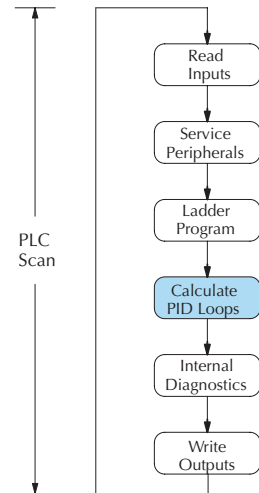 Read
Inputs
Service
Peripherals
Ladder
Program
PLC
Scan
Calculate
PID Loops
Internal
Diagnostics
Write
Outputs